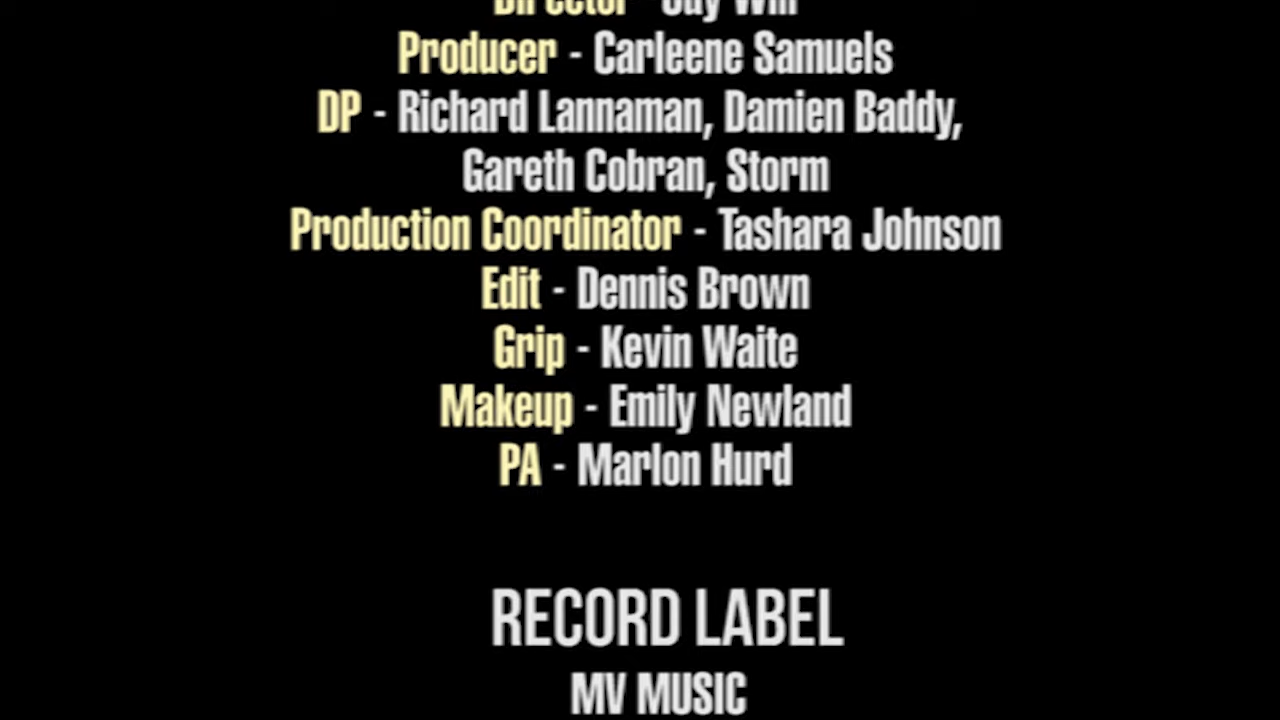 Director -
Producer - Carleene Samuels
DP - Richard Lannaman, Damien Baddy,
Gareth Cobran, Storm
Production Coordinator - Tashara Johnson
Edit - Dennis Brown
Grip - Kevin Waite
Makeup - Emily Newland
PA - Marlon Hurd
RECORD LABEL
MV MUSIC